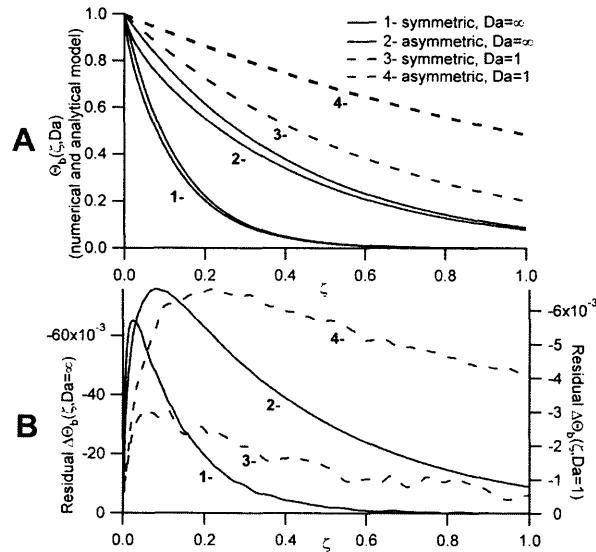 A
Θb(ζ,Da)
(numerical and analytical model)
1.0
0.8
0.6
0.4
0.2
0.0
1- symmetric, Da=∞
2- asymmetric, Da=∞
3- symmetric, Da=1
4- asymmetric, Da=1
4-
3-
2-
1-
0.0 0.2 0.4 0.6 0.8 1.0
ζ
B
Residual ΔΘb(ζ,Da=∞)
-60x10-3
-40
-20
0
4-
2-
3-
1-
-6x10-3
-5
-4
-3
-2
-1
0
Residual ΔΘb(ζ,Da=1)
0.0 0.2 0.4 0.6 0.8 1.0
ζ